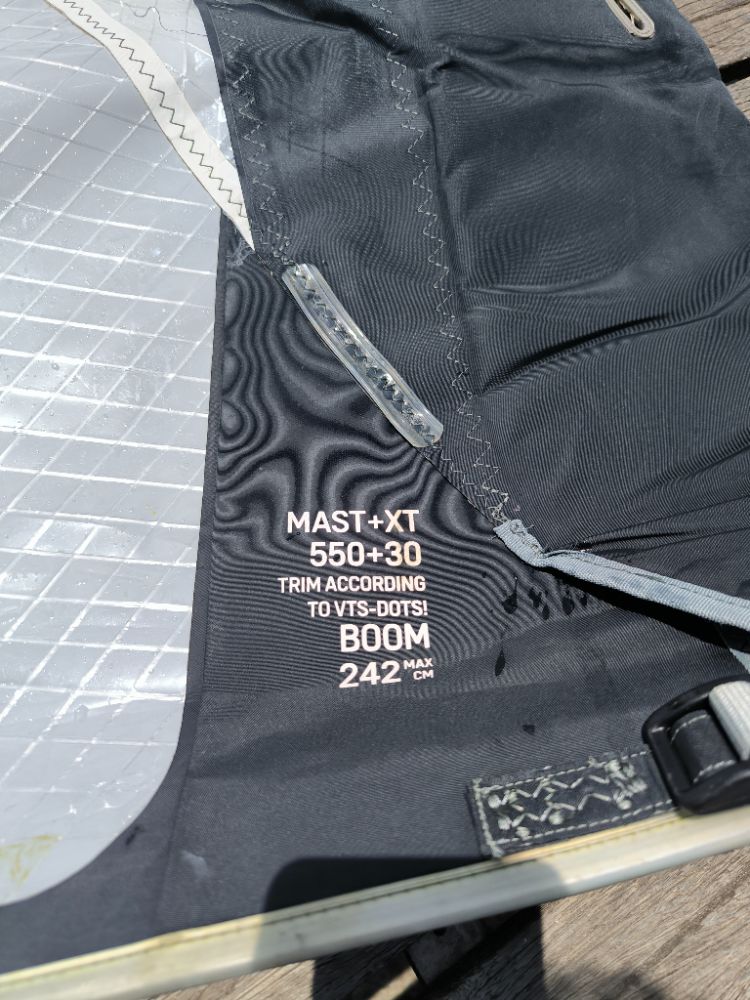 MAST+XT
550+30
TRIM ACCORDING
TO VTS-DOTS!
BOOM
242 MAX CM